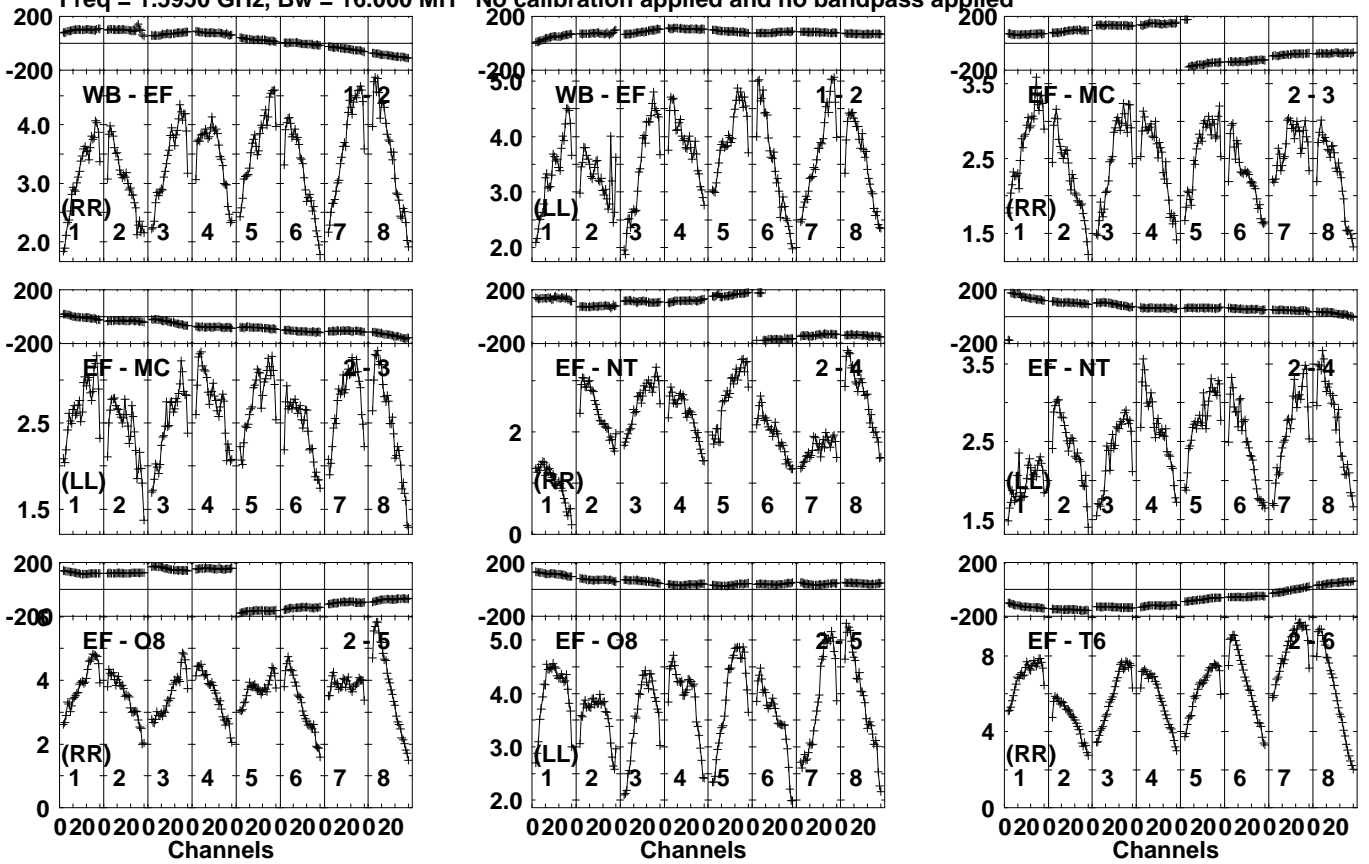 Freq = 1.5950 GHz, Bw = 16.000 MH No calibration applied and no bandpass applied
200 200 200
-200 -200 -200
WB - EF 1 - 2 WB - EF 1 - 2 EF - MC 2 - 3
5.0 3.5
4.0 4.0
3.0 3.0 2.5
(RR) (LL) (RR)
2.0 2.0 1.5
1 2 3 4 5 6 7 8 1 2 3 4 5 6 7 8 1 2 3 4 5 6 7 8
200 200 200
-200 -200 -200
EF - MC 2 - 3 EF - NT 2 - 4 EF - NT 2 - 4
3.5
2.5 2 2.5
(LL) (RR) (LL)
1.5 0 1.5
1 2 3 4 5 6 7 8 1 2 3 4 5 6 7 8 1 2 3 4 5 6 7 8
200 200 200
-200 -200 -200
6
EF - O8 2 - 5 EF - O8 2 - 5 EF - T6 2 - 6
5.0 8
4 4.0
(RR) (LL) (RR)
2 3.0 4
1 2 3 4 5 6 7 8 1 2 3 4 5 6 7 8 1 2 3 4 5 6 7 8
0 2.0 0
020020020020020020020020 020020020020020020020020 020020020020020020020020
Channels Channels Channels